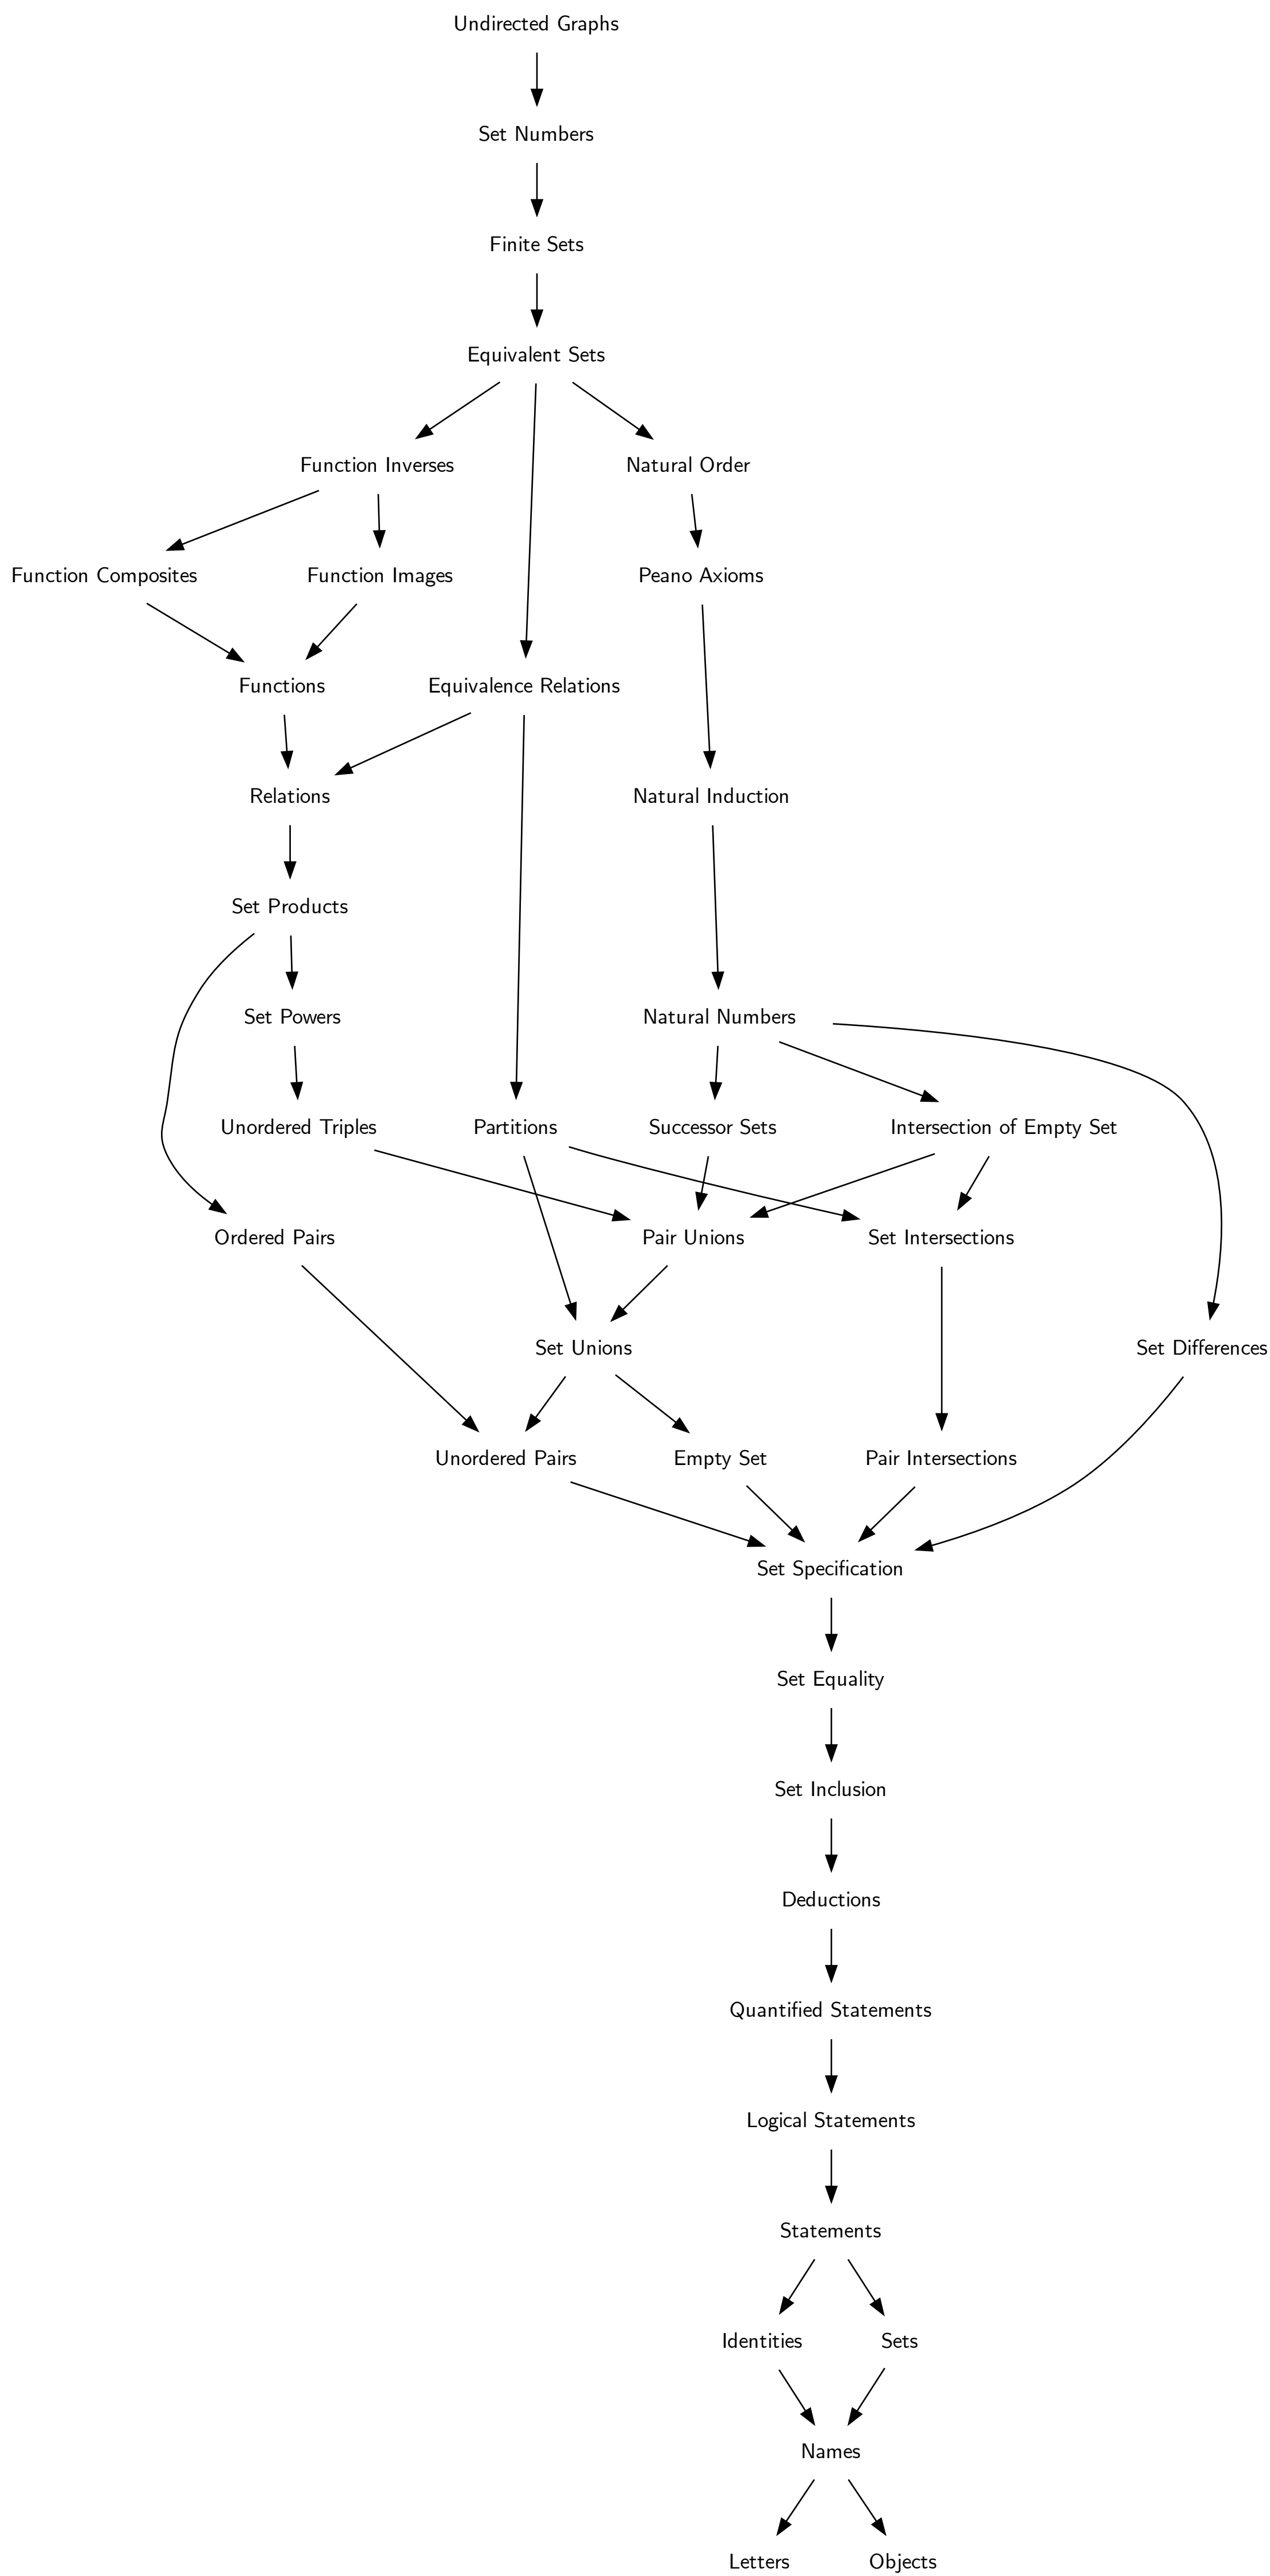 Undirected Graphs
Set Numbers
Finite Sets
Equivalent Sets
Function Inverses
Natural Order
Function Composites
Function Images
Peano Axioms
Functions
Equivalence Relations
Relations
Natural Induction
Set Products
Set Powers
Natural Numbers
Unordered Triples
Partitions
Successor Sets
Intersection of Empty Set
Ordered Pairs
Pair Unions
Set Intersections
Set Unions
Set Differences
Unordered Pairs
Empty Set
Pair Intersections
Set Specification
Set Equality
Set Inclusion
Deductions
Quantified Statements
Logical Statements
Statements
Identities
Sets
Names
Letters
Objects